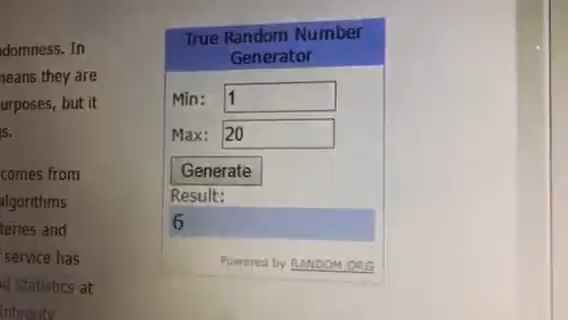 ndomness. In
means they are
urposes, but it
s.
comes from
algorithms
teries and
service has
d Statistics at
Integrity
True Random Number
Generator
Min: 1
Max: 20
Generate
Result:
6
Powered by RANDOM.ORG